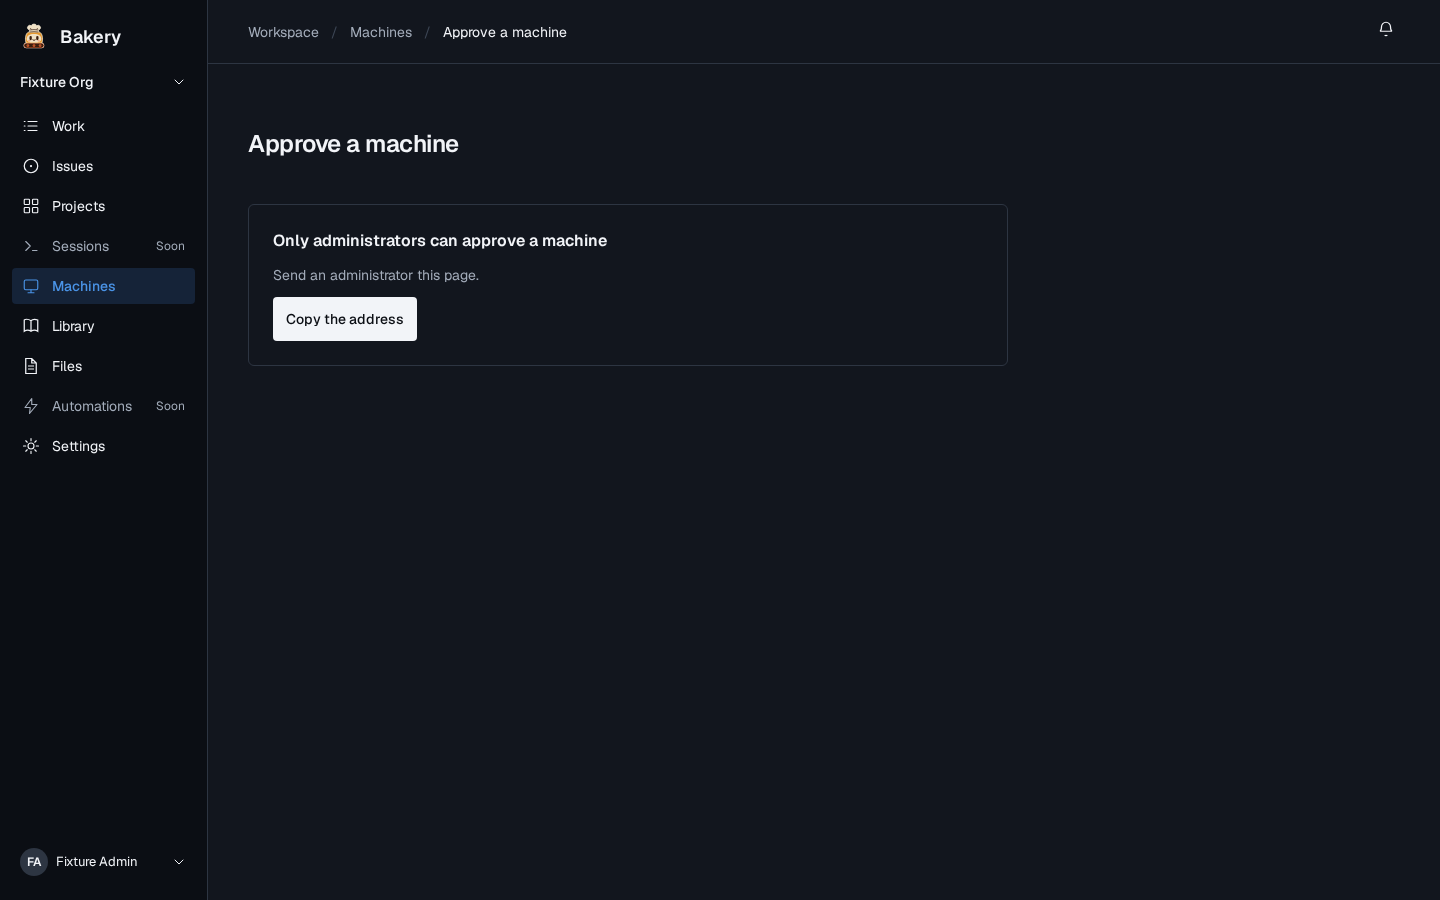 Bakery
Fixture Org
Work
Issues
Projects
Sessions Soon
Machines
Library
Files
Automations Soon
Settings
FA Fixture Admin
Workspace / Machines / Approve a machine
Approve a machine
Only administrators can approve a machine
Send an administrator this page.
Copy the address